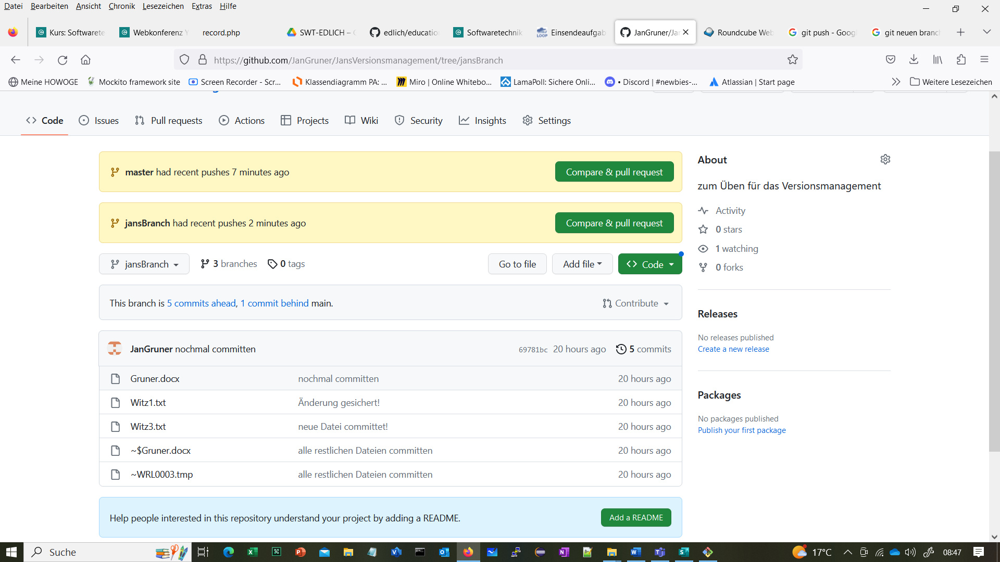 Datei Bearbeiten Ansicht Chronik Lesezeichen Extras Hilfe
Kurs: Softwarete Webkonferenz Y record.php SWT-EDLICH – G edlich/educatio Softwaretechnik Einsendeaufgab JanGruner/Jan Roundcube Web git push - Googl git neuen branch
https://github.com/JanGruner/JansVersionsmanagement/tree/jansBranch
Meine HOWOGE Mockito framework site Screen Recorder - Scr... Klassendiagramm PA: ... Miro | Online Whitebo... LamaPoll: Sichere Onli... • Discord | #newbies-... Atlassian | Start page Weitere Lesezeichen
Code Issues Pull requests Actions Projects Wiki Security Insights Settings
master had recent pushes 7 minutes ago Compare & pull request
jansBranch had recent pushes 2 minutes ago Compare & pull request
jansBranch 3 branches 0 tags Go to file Add file Code
This branch is 5 commits ahead, 1 commit behind main. Contribute
JanGruner nochmal committen 69781bc 20 hours ago 5 commits
Gruner.docx nochmal committen 20 hours ago
Witz1.txt Änderung gesichert! 20 hours ago
Witz3.txt neue Datei committet! 20 hours ago
~$Gruner.docx alle restlichen Dateien committen 20 hours ago
~WRL0003.tmp alle restlichen Dateien committen 20 hours ago
Help people interested in this repository understand your project by adding a README. Add a README
About
zum Üben für das Versionsmanagement
Activity
0 stars
1 watching
0 forks
Releases
No releases published
Create a new release
Packages
No packages published
Publish your first package
Suche 17°C 08:47